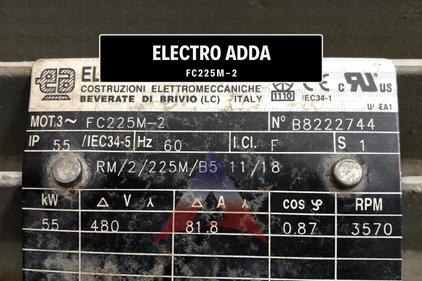 ELECTRO ADDA
FC225M-2
EL
COSTRUZIONI ELETTROMECCANICHE
BEVERATE DI BRIVIO (LC) ITALY
1110 IEC34-1
MOT.3~ FC225M-2 N° B8222744
IP 55 /IEC34-5 Hz 60 I.Cl. F S 1
RM/2/225M/B5 11/18
kW Δ V Y Δ A Y cos φ RPM
55 480 81.8 0.87 3570